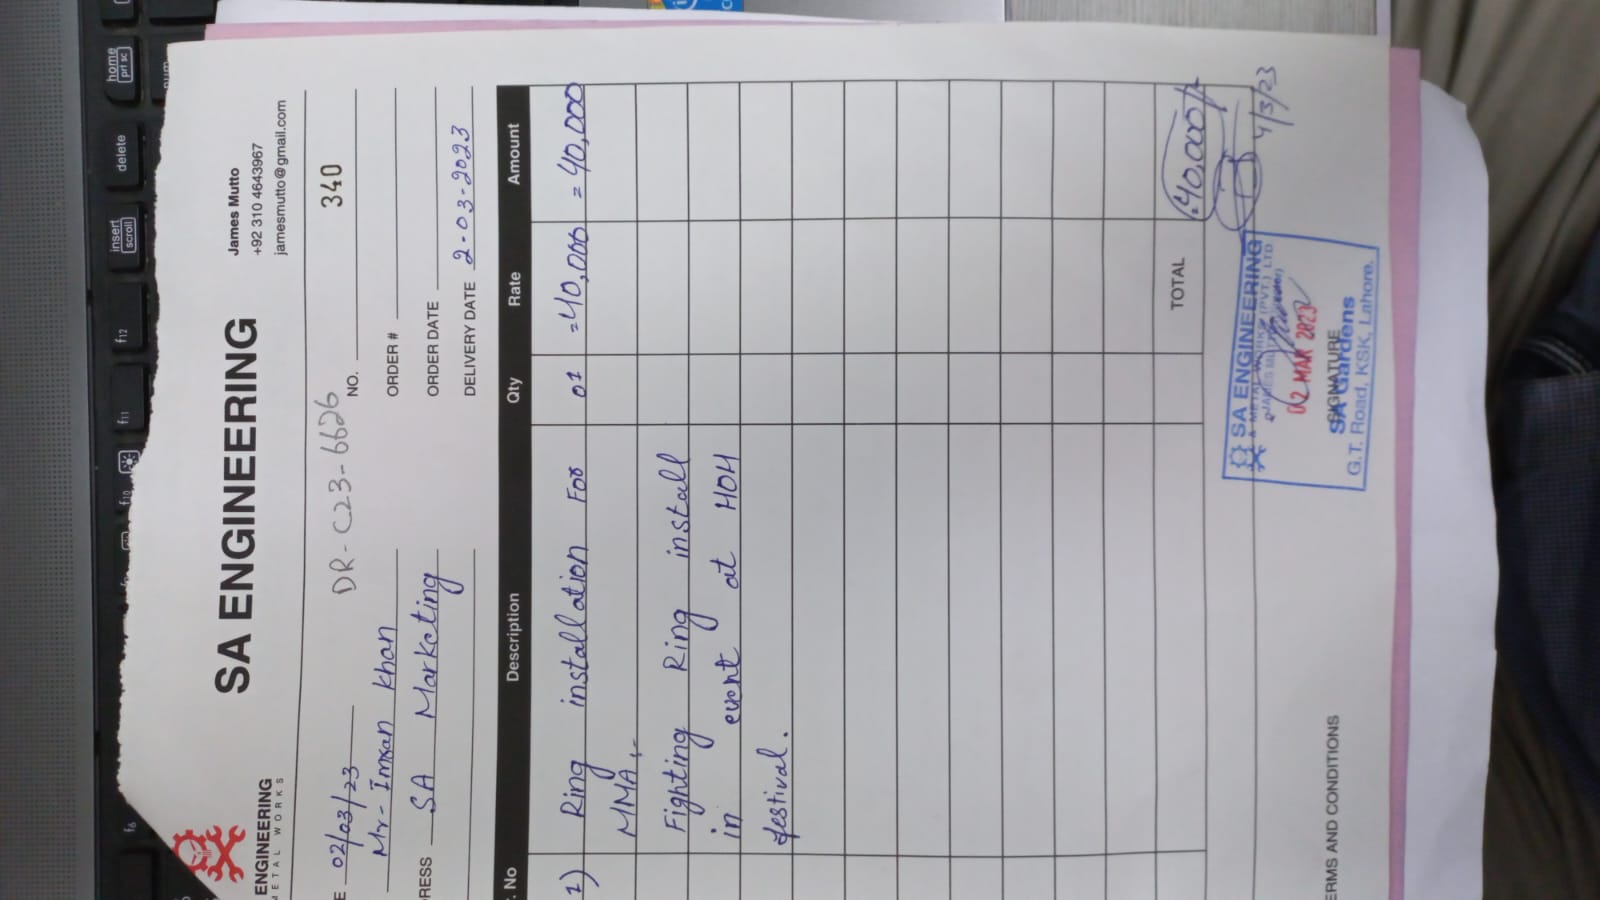 f6 f10 f11 f12 insert scroll delete home prt sc
SA ENGINEERING
ENGINEERING
METAL WORKS
James Mutto
+92 310 4643967
jamesmutto@gmail.com
E 02/03/23
DR-C23-6626
NO. 340
Mr-Imran Khan
ORDER #
RESS SA Marketing
ORDER DATE
DELIVERY DATE 2-03-2023
. No Description Qty Rate Amount
1) Ring installation For 01 =40,000 =40,000
MMA,-
Fighting Ring install
in event at HOH
festival.
TOTAL 40,000/-
4/3/23
SA ENGINEERING
& METAL WORKS (PVT.) LTD
02 MAR 2023
SIGNATURE
SA Gardens
G.T. Road, KSK, Lahore.
ERMS AND CONDITIONS